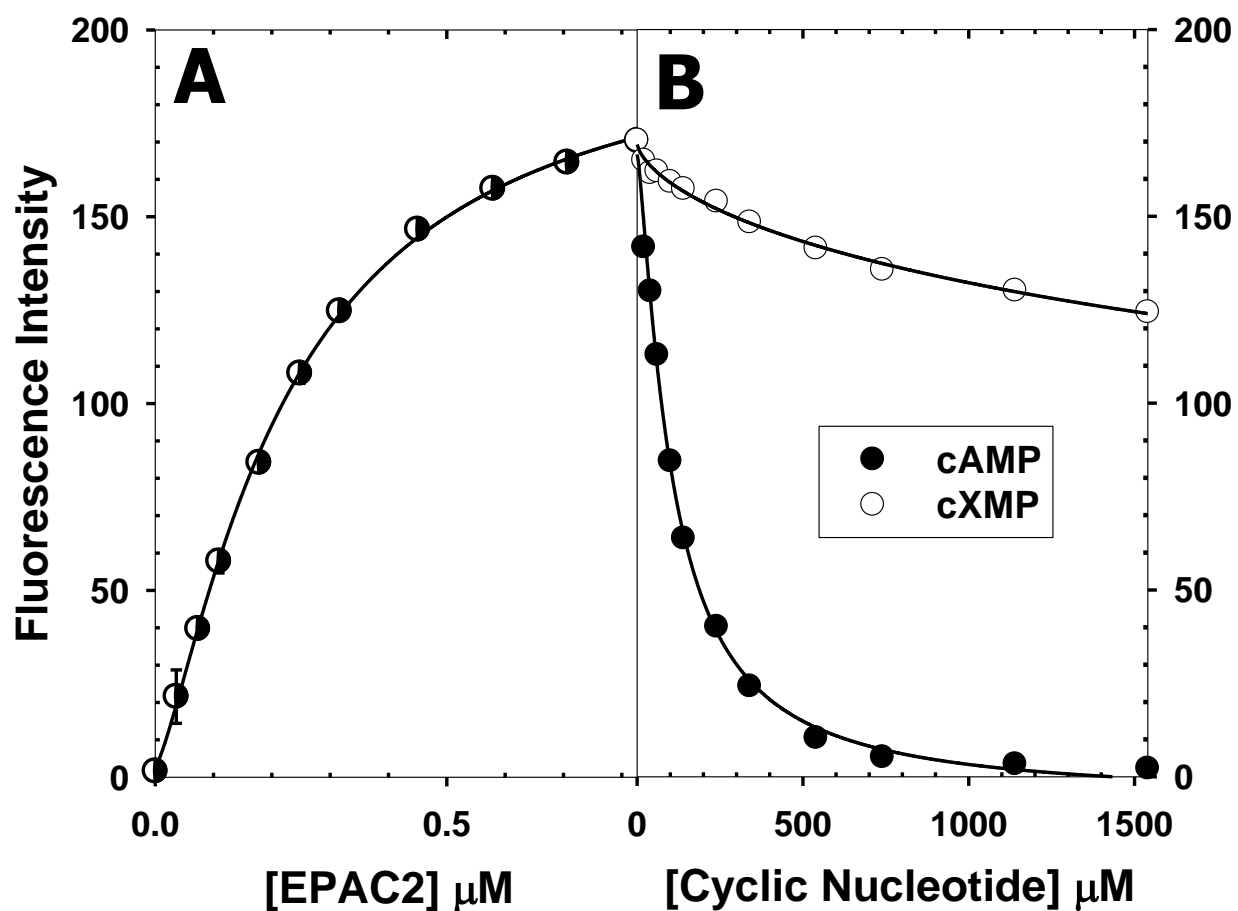 A
B
Fluorescence Intensity
200
150
100
50
0
200
150
100
50
0
cAMP
cXMP
0.0
0.5
0
500
1000
1500
[EPAC2] μM
[Cyclic Nucleotide] μM